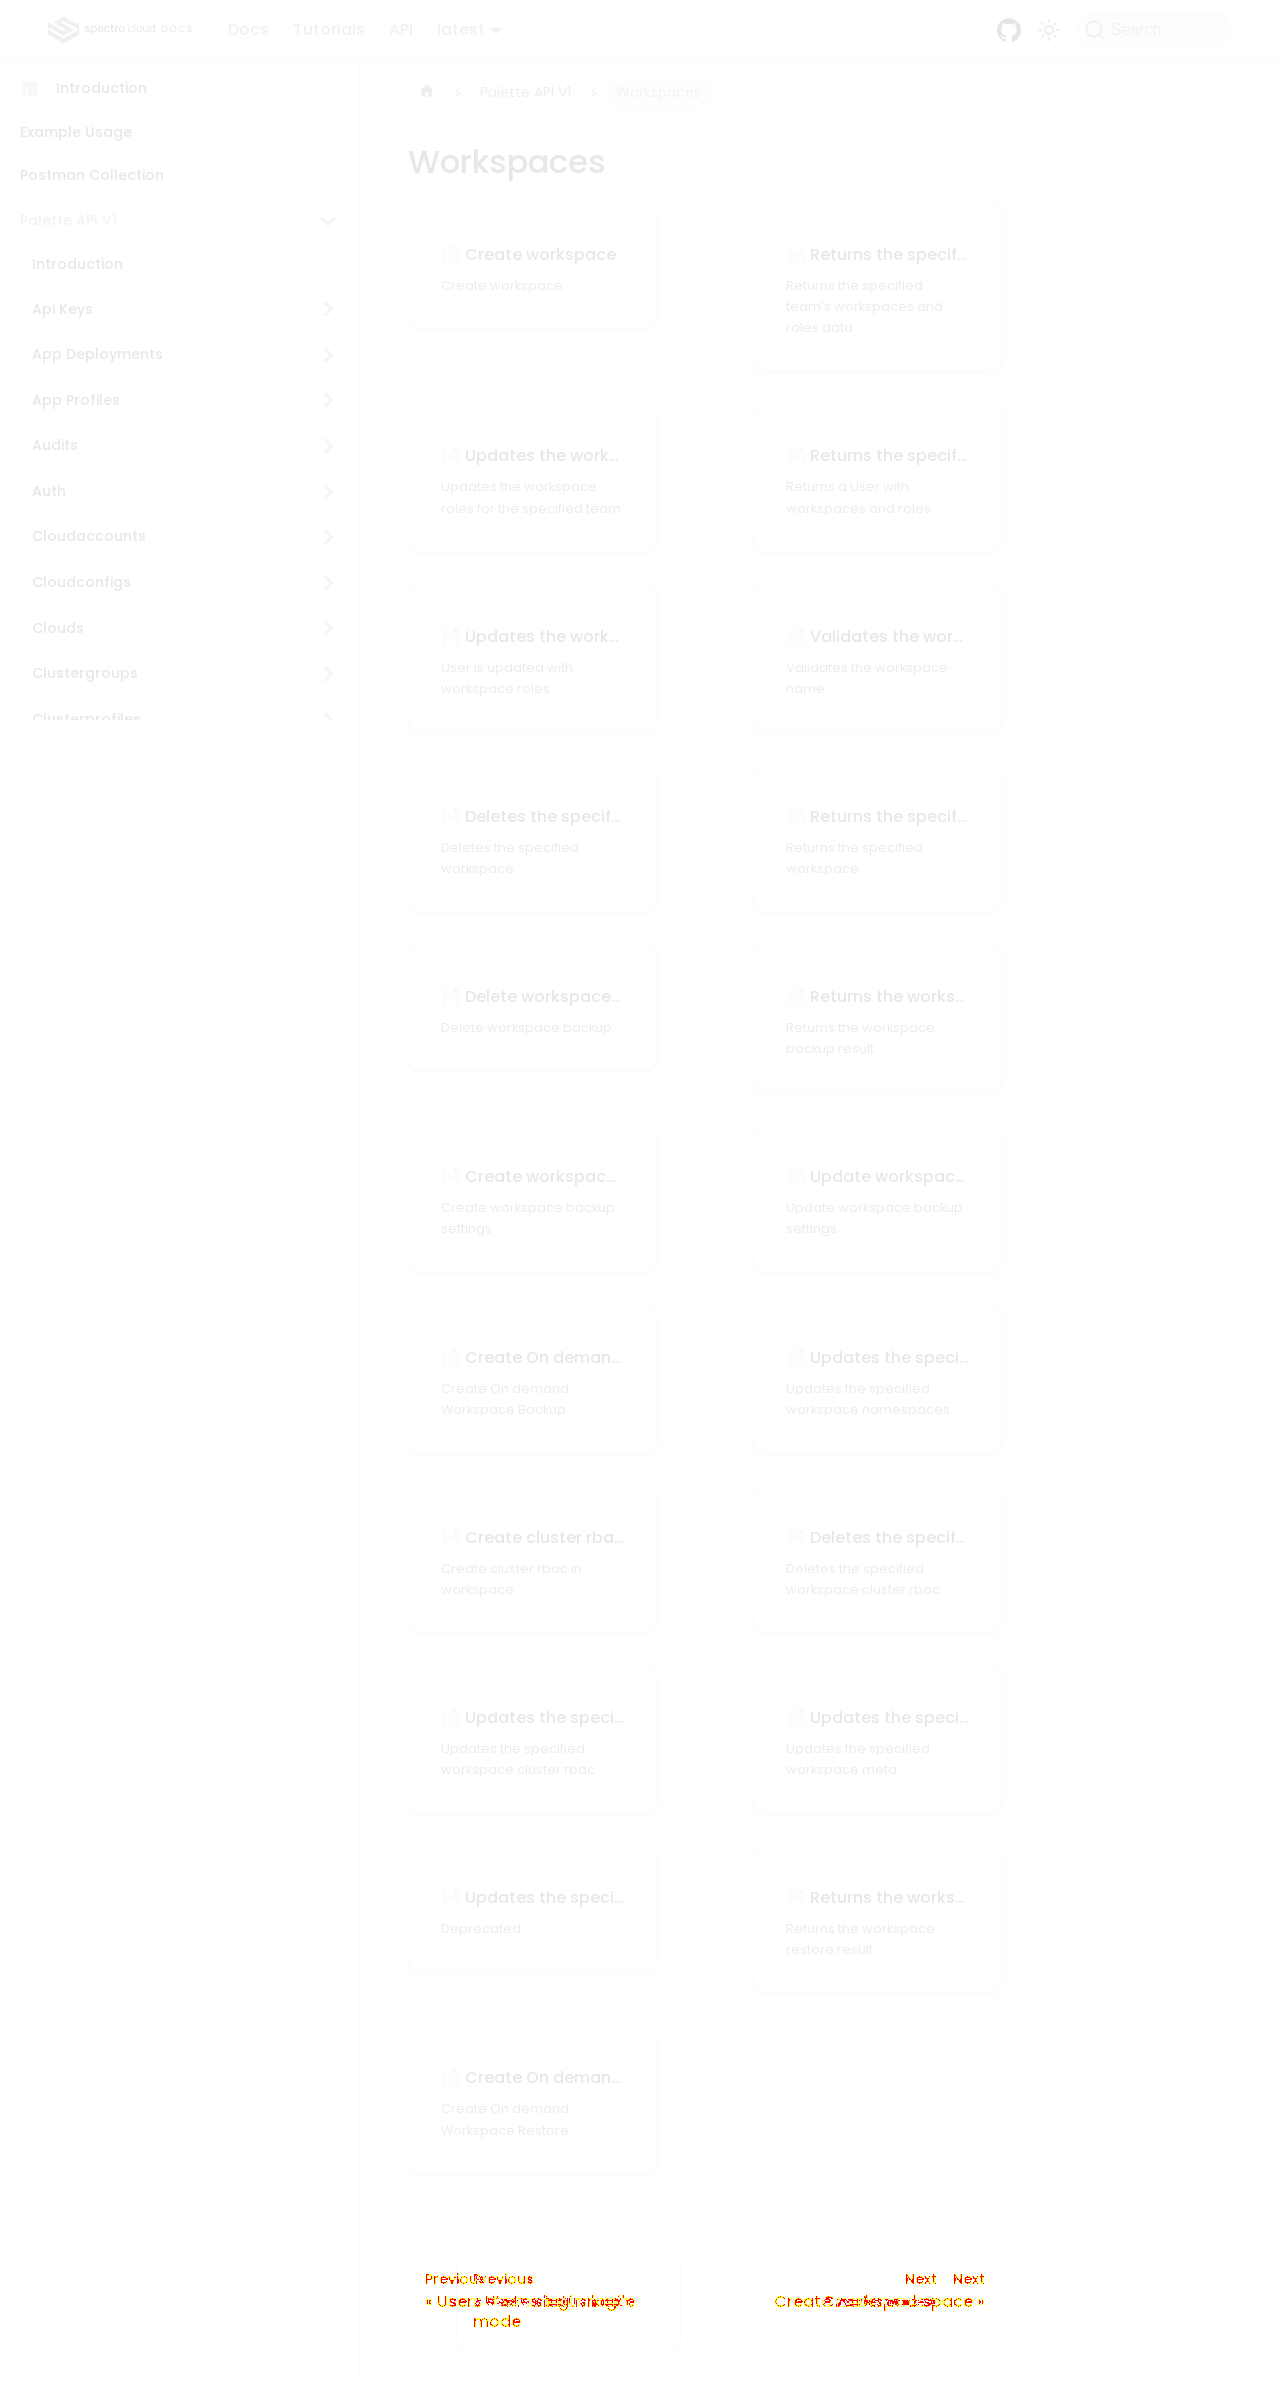 spectro cloud DOCS
Docs
Tutorials
API
latest
Search
Introduction
Example Usage
Postman Collection
Palette API V1
Introduction
Api Keys
App Deployments
App Profiles
Audits
Auth
Cloudaccounts
Cloudconfigs
Clouds
Clustergroups
Clusterprofiles
Palette API V1
Workspaces
Workspaces
Create workspace
Create workspace
Returns the specif...
Returns the specified
team's workspaces and
roles data
Updates the work...
Updates the workspace
roles for the specified team
Returns the specif...
Returns a User with
workspaces and roles
Updates the work...
User is updated with
workspace roles
Validates the wor...
Validates the workspace
name
Deletes the specif...
Deletes the specified
workspace
Returns the specif...
Returns the specified
workspace
Delete workspace...
Delete workspace backup
Returns the works...
Returns the workspace
backup result
Create workspac...
Create workspace backup
settings
Update workspac...
Update workspace backup
settings
Create On deman...
Create On demand
Workspace Backup
Updates the speci...
Updates the specified
workspace namespaces
Create cluster rba...
Create cluster rbac in
workspace
Deletes the specif...
Deletes the specified
workspace cluster rbac
Updates the speci...
Updates the specified
workspace cluster rbac
Updates the speci...
Updates the specified
workspace meta
Updates the speci...
Deprecated
Returns the works...
Returns the workspace
restore result
Create On deman...
Create On demand
Workspace Restore
Previous
Previous
mode
Next
Next